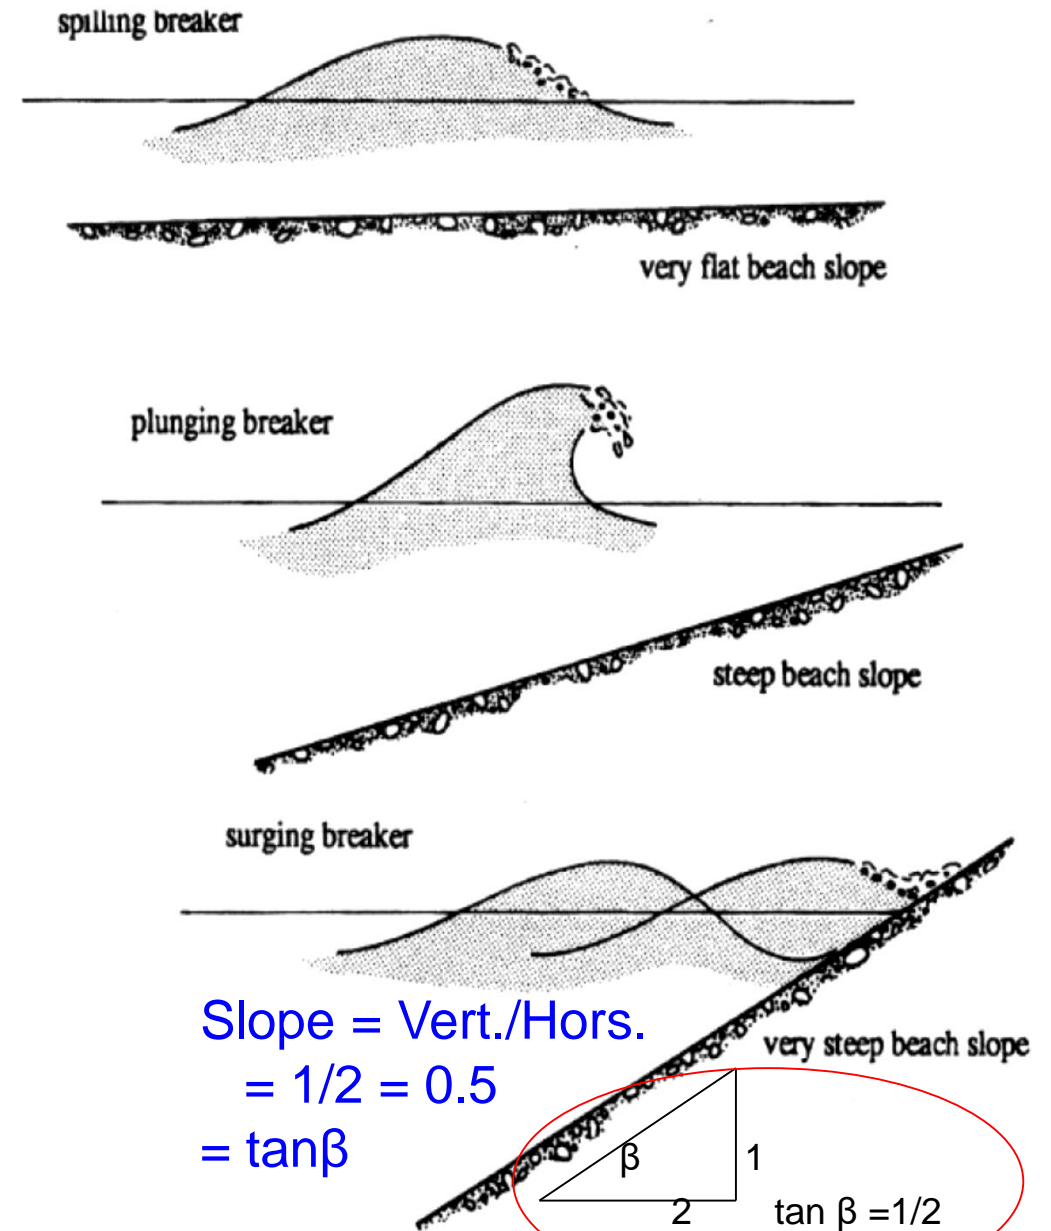 spilling breaker
very flat beach slope
plunging breaker
steep beach slope
surging breaker
Slope = Vert./Hors.
= 1/2 = 0.5
= tanβ
very steep beach slope
β
1
2
tan β =1/2